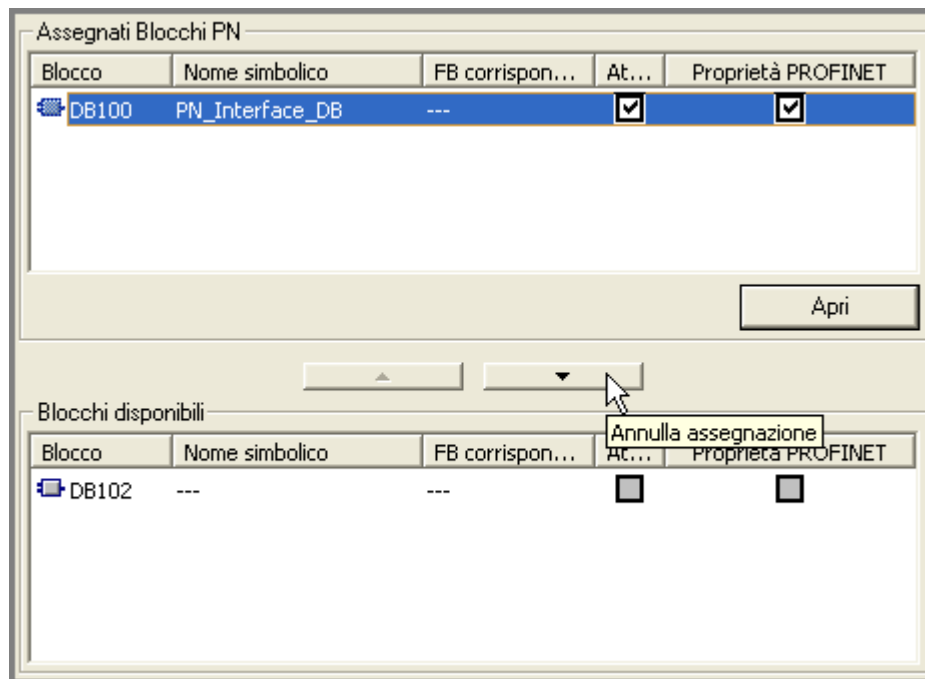 Assegnati Blocchi PN
Blocco Nome simbolico FB corrispon... At... Proprietà PROFINET
DB100 PN_Interface_DB ---
Apri
Blocchi disponibili
Annulla assegnazione
Blocco Nome simbolico FB corrispon... At... Proprietà PROFINET
DB102 --- ---